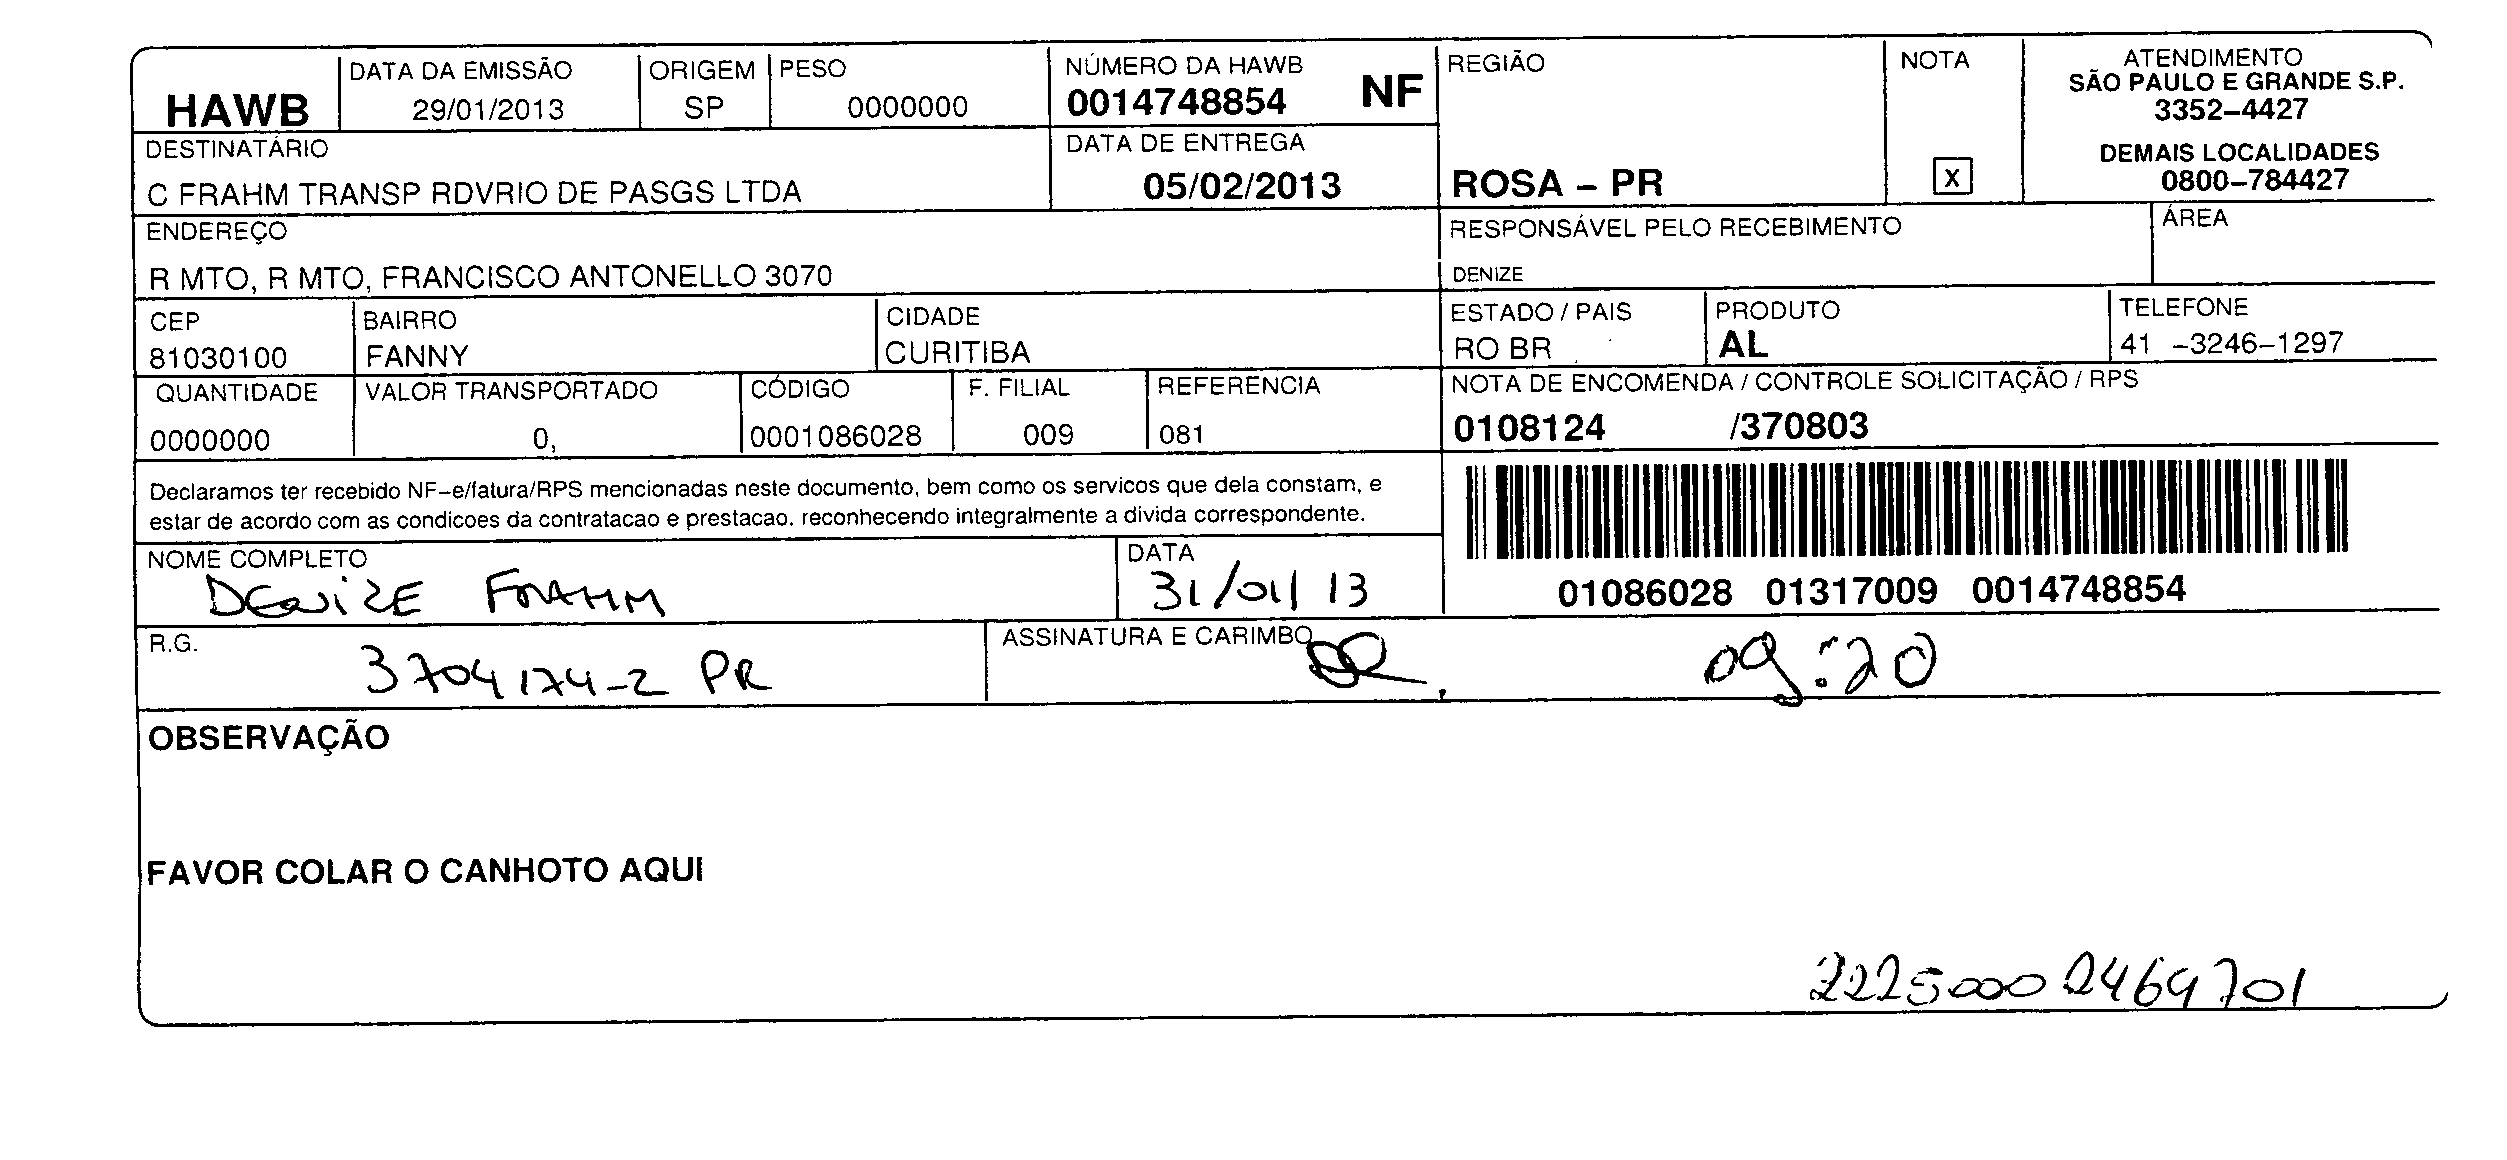 HAWB
DATA DA EMISSÃO
29/01/2013
ORIGEM
SP
PESO
0000000
NÚMERO DA HAWB
0014748854 NF
REGIÃO
ROSA – PR
NOTA
X
ATENDIMENTO
SÃO PAULO E GRANDE S.P.
3352–4427
DEMAIS LOCALIDADES
0800–784427
DESTINATÁRIO
C FRAHM TRANSP RDVRIO DE PASGS LTDA
DATA DE ENTREGA
05/02/2013
ENDEREÇO
R MTO, R MTO, FRANCISCO ANTONELLO 3070
RESPONSÁVEL PELO RECEBIMENTO
DENIZE
ÁREA
CEP
81030100
BAIRRO
FANNY
CIDADE
CURITIBA
ESTADO / PAIS
RO BR
PRODUTO
AL
TELEFONE
41 –3246–1297
QUANTIDADE
0000000
VALOR TRANSPORTADO
0,
CÓDIGO
0001086028
F. FILIAL
009
REFERENCIA
081
NOTA DE ENCOMENDA / CONTROLE SOLICITAÇÃO / RPS
0108124 /370803
Declaramos ter recebido NF–e/fatura/RPS mencionadas neste documento, bem como os servicos que dela constam, e
estar de acordo com as condicoes da contratacao e prestacao. reconhecendo integralmente a divida correspondente.
01086028 01317009 0014748854
NOME COMPLETO
DENIZE FRAHM
DATA
31/01/13
R.G.
3704174-2 PR
ASSINATURA E CARIMBO
09:20
OBSERVAÇÃO
FAVOR COLAR O CANHOTO AQUI
22250002469701